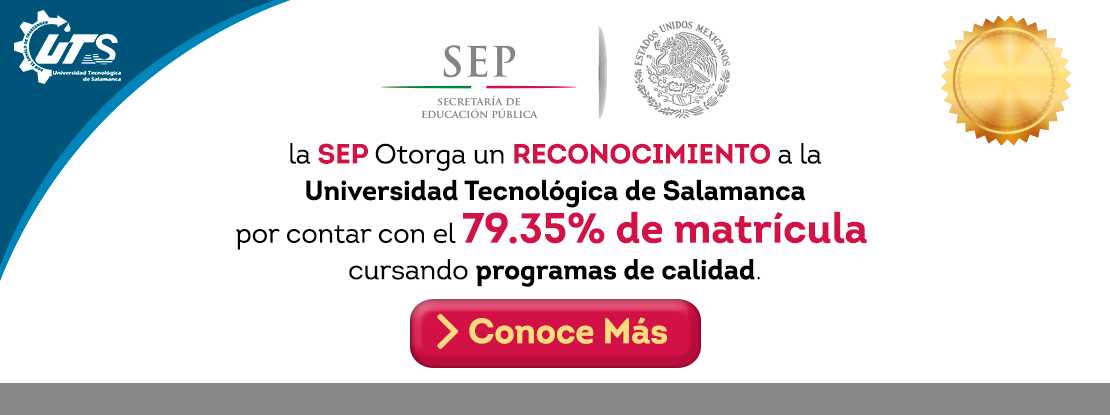 UTS
Universidad Tecnológica
de Salamanca
SEP
SECRETARÍA DE
EDUCACIÓN PÚBLICA
ESTADOS UNIDOS MEXICANOS
la SEP Otorga un RECONOCIMIENTO a la
Universidad Tecnológica de Salamanca
por contar con el 79.35% de matrícula
cursando programas de calidad.
> Conoce Más